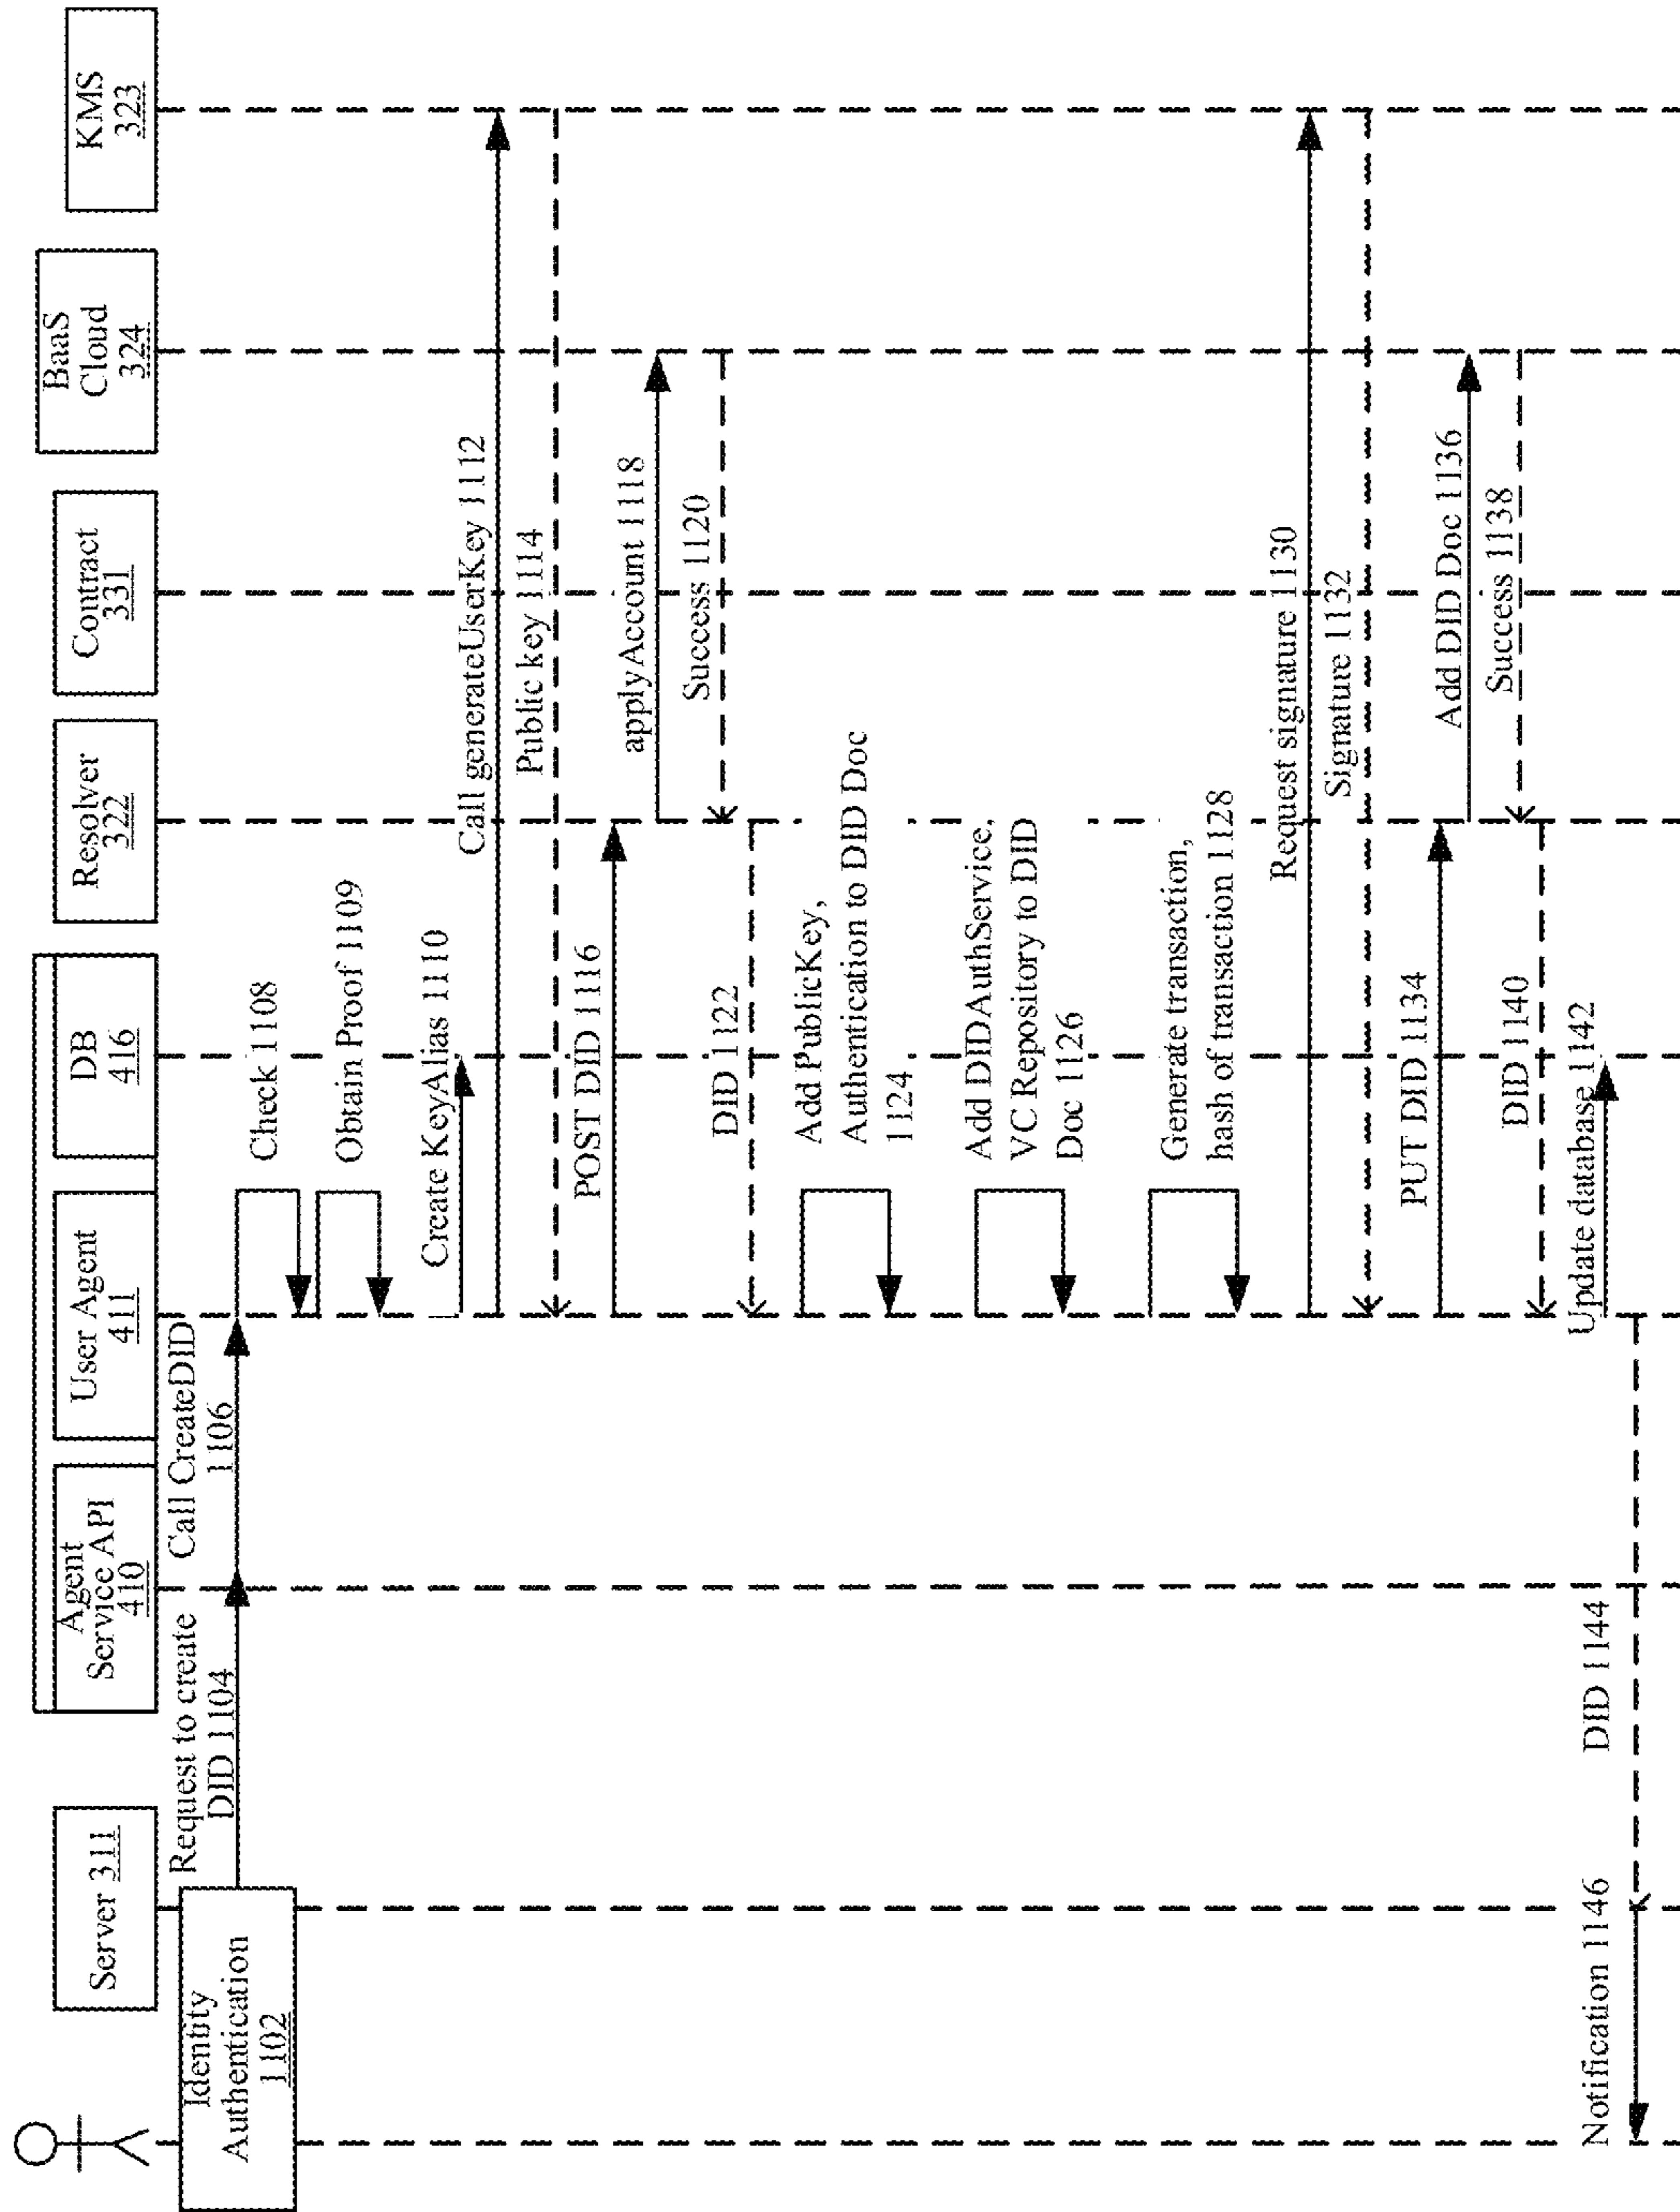 Server 311
Agent
Service API
410
User Agent
411
DB
416
Resolver
322
Contract
331
BaaS
Cloud
324
KMS
323
Identity
Authentication
1102
Request to create
DID 1104
Call CreateDID
1106
Check 1108
Obtain Proof 1109
Create KeyAlias 1110
Call generateUserKey 1112
Public key 1114
POST DID 1116
applyAccount 1118
Success 1120
DID 1122
Add PublicKey,
Authentication to DID Doc
1124
Add DIDAuthService,
VC Repository to DID
Doc 1126
Generate transaction,
hash of transaction 1128
Request signature 1130
Signature 1132
PUT DID 1134
Add DID Doc 1136
Success 1138
DID 1140
Update database 1142
DID 1144
Notification 1146